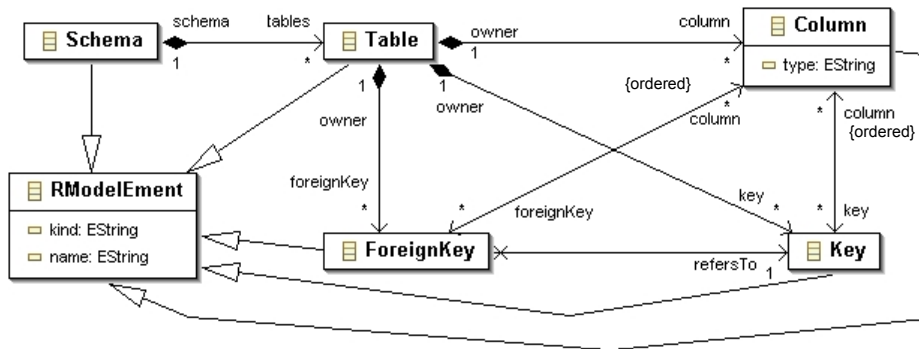 schema
tables
owner
column
Schema
Table
Column
1
*
1
*
type: EString
1
1
owner
{ordered}
*
*
column
{ordered}
owner
column
RModelEment
kind: EString
name: EString
foreignKey
*
*
foreignKey
key
*
*
key
ForeignKey
refersTo
1
Key